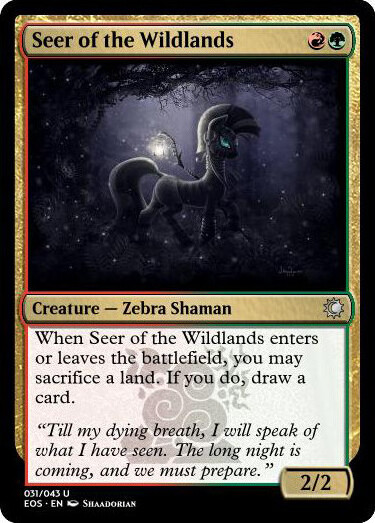 Seer of the Wildlands
Creature — Zebra Shaman
When Seer of the Wildlands enters
or leaves the battlefield, you may
sacrifice a land. If you do, draw a
card.
“Till my dying breath, I will speak of
what I have seen. The long night is
coming, and we must prepare.”
2/2
031/043 U
EOS · EN Shaadorian